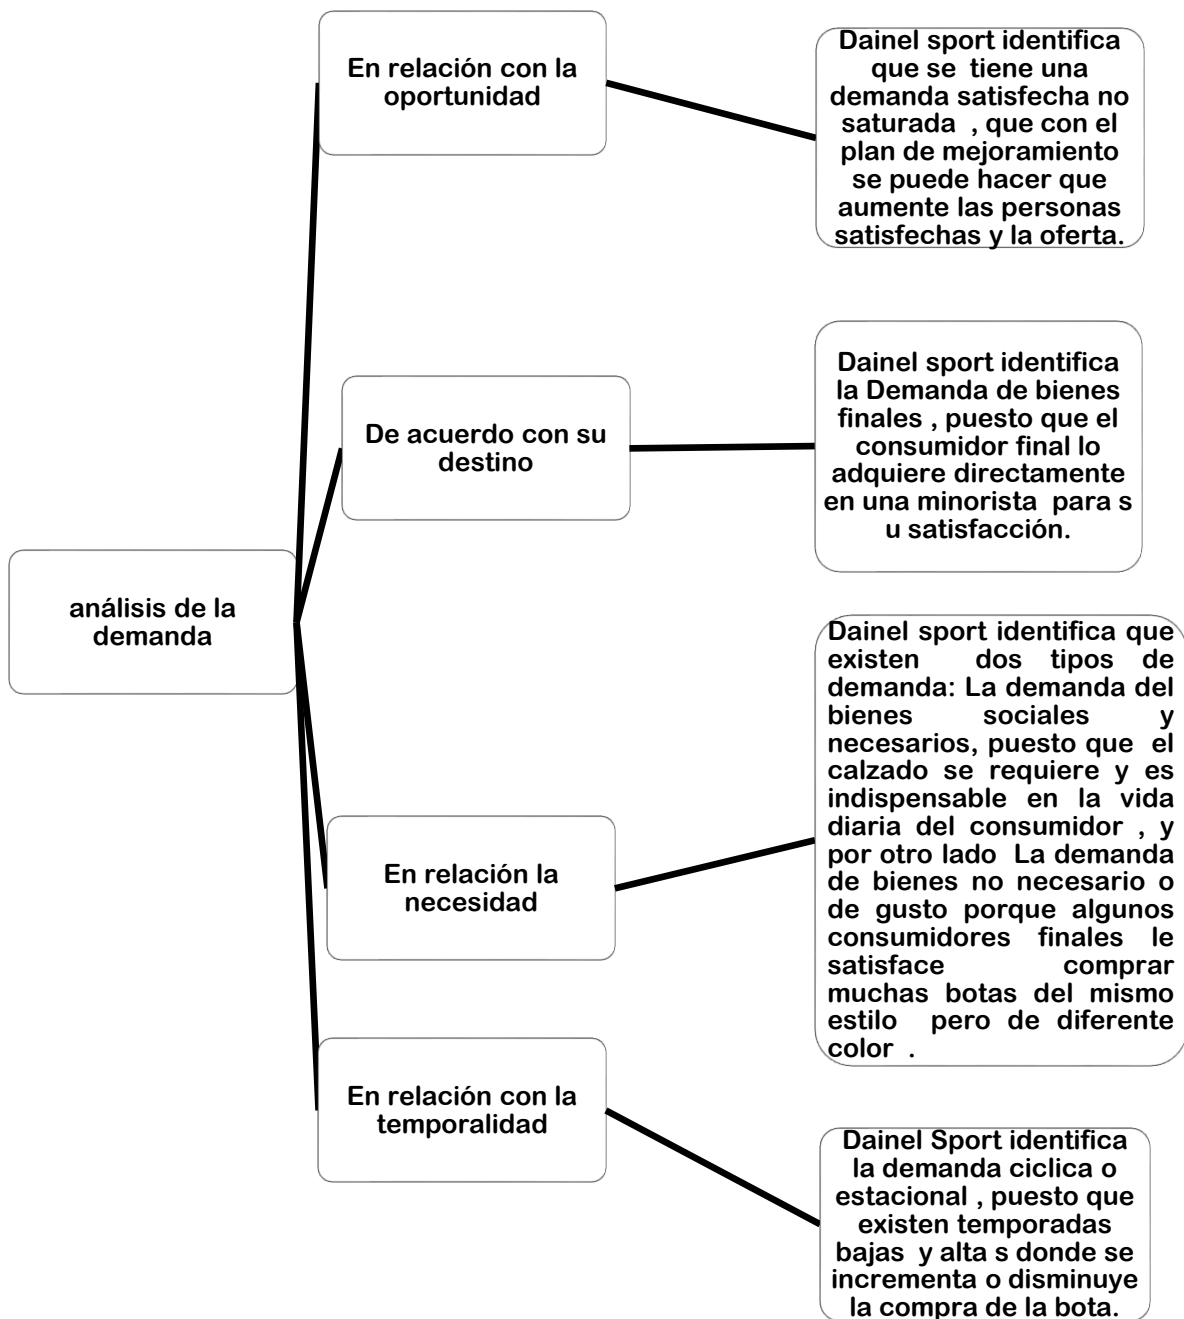 análisis de la
demanda
En relación con la
oportunidad
Dainel sport identifica
que se tiene una
demanda satisfecha no
saturada , que con el
plan de mejoramiento
se puede hacer que
aumente las personas
satisfechas y la oferta.
De acuerdo con su
destino
Dainel sport identifica
la Demanda de bienes
finales , puesto que el
consumidor final lo
adquiere directamente
en una minorista para s
u satisfacción.
En relación la
necesidad
Dainel sport identifica que
existen dos tipos de
demanda: La demanda del
bienes sociales y
necesarios, puesto que el
calzado se requiere y es
indispensable en la vida
diaria del consumidor , y
por otro lado La demanda
de bienes no necesario o
de gusto porque algunos
consumidores finales le
satisface comprar
muchas botas del mismo
estilo pero de diferente
color .
En relación con la
temporalidad
Dainel Sport identifica
la demanda ciclica o
estacional , puesto que
existen temporadas
bajas y alta s donde se
incrementa o disminuye
la compra de la bota.